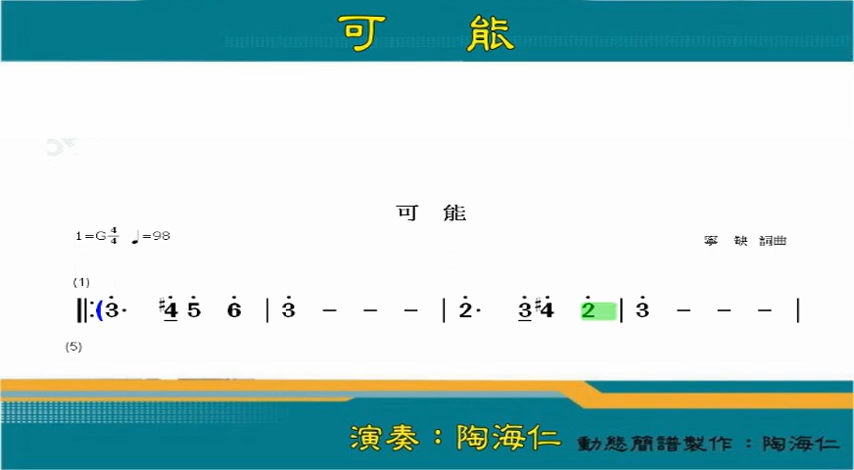 可 能
可 能
1=G 4/4 ♩=98
寧 缺 詞曲
(1)
‖: (3̇· #4̇ 5̇ 6̇ | 3̇ – – – | 2̇· 3̇ #4̇ 2̇ | 3̇ – – – |
(5)
演奏：陶海仁
動態簡譜製作：陶海仁